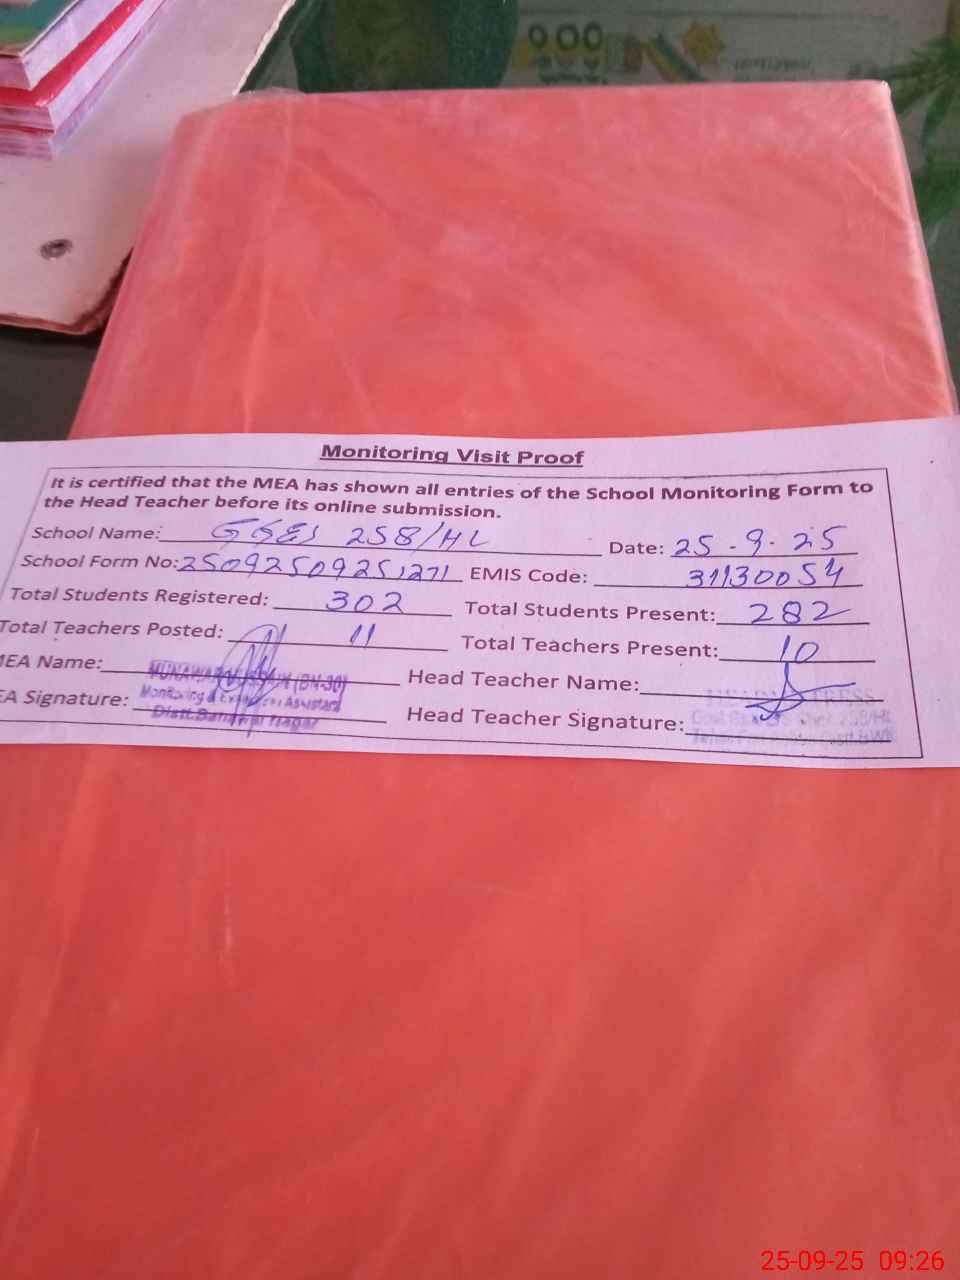 000
Monitoring Visit Proof
It is certified that the MEA has shown all entries of the School Monitoring Form to
the Head Teacher before its online submission.
School Name: GGES 258/HL Date: 25-9-25
School Form No: 25092509251271 EMIS Code: 31130054
Total Students Registered: 302 Total Students Present: 282
Total Teachers Posted: 11 Total Teachers Present: 10
MEA Name: (BN-30) Head Teacher Name:
Monitoring & Assistant
EA Signature: Head Teacher Signature:
25-09-25 09:26